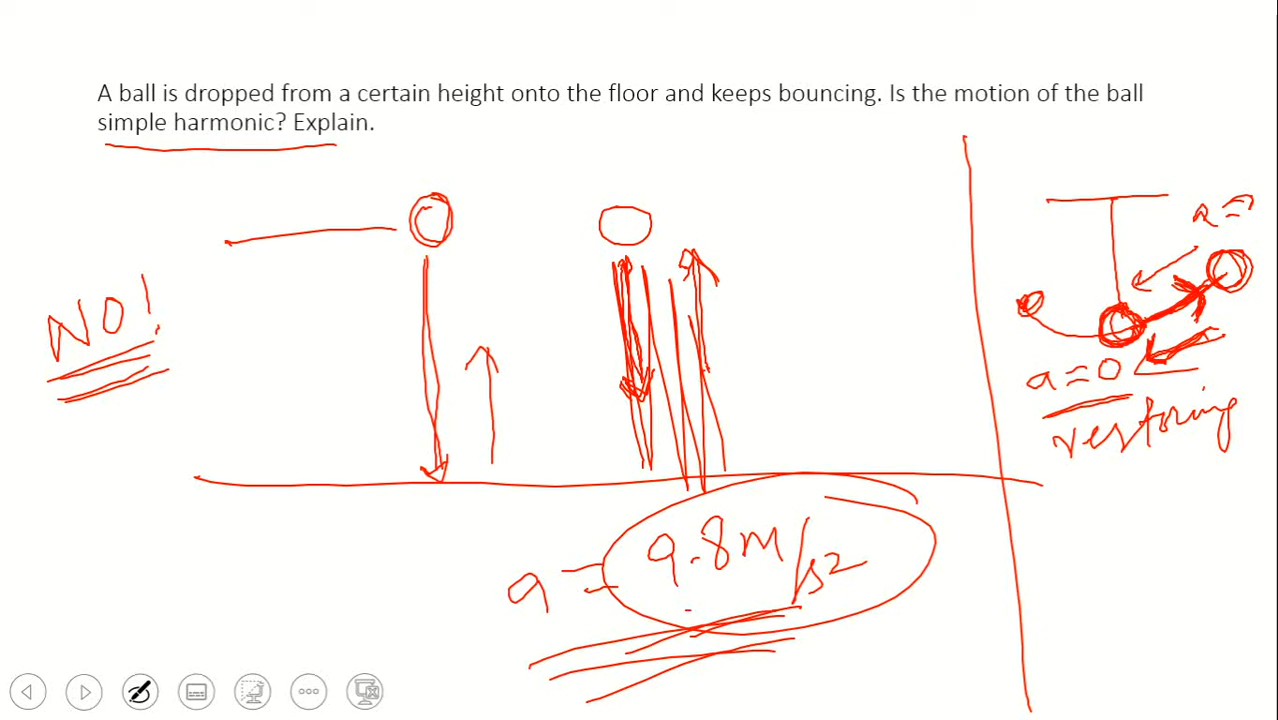 A ball is dropped from a certain height onto the floor and keeps bouncing. Is the motion of the ball
simple harmonic? Explain.
NO!
a =
a = 0
restoring
a = 9.8 m/s2